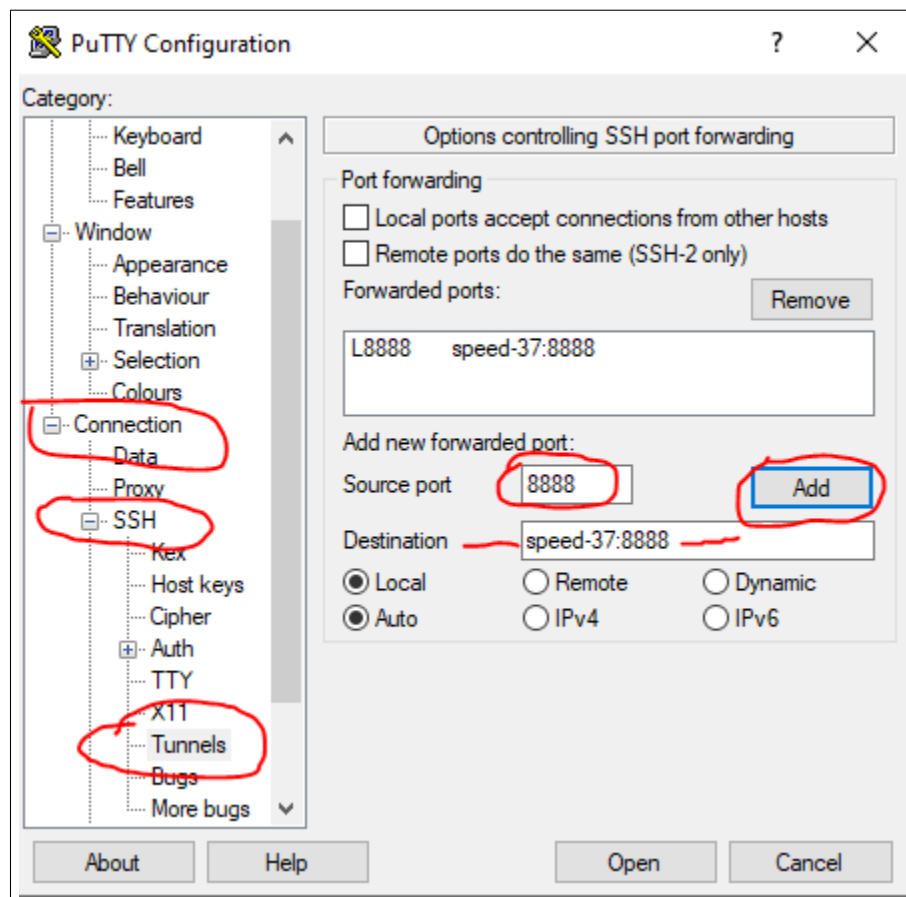 PuTTY Configuration
?
Category:
Keyboard
Bell
Features
Window
Appearance
Behaviour
Translation
Selection
Colours
Connection
Data
Proxy
SSH
Kex
Host keys
Cipher
Auth
TTY
X11
Tunnels
Bugs
More bugs
Options controlling SSH port forwarding
Port forwarding
Local ports accept connections from other hosts
Remote ports do the same (SSH-2 only)
Forwarded ports:
Remove
L8888 speed-37:8888
Add new forwarded port:
Source port 8888 Add
Destination speed-37:8888
Local Remote Dynamic
Auto IPv4 IPv6
About Help Open Cancel